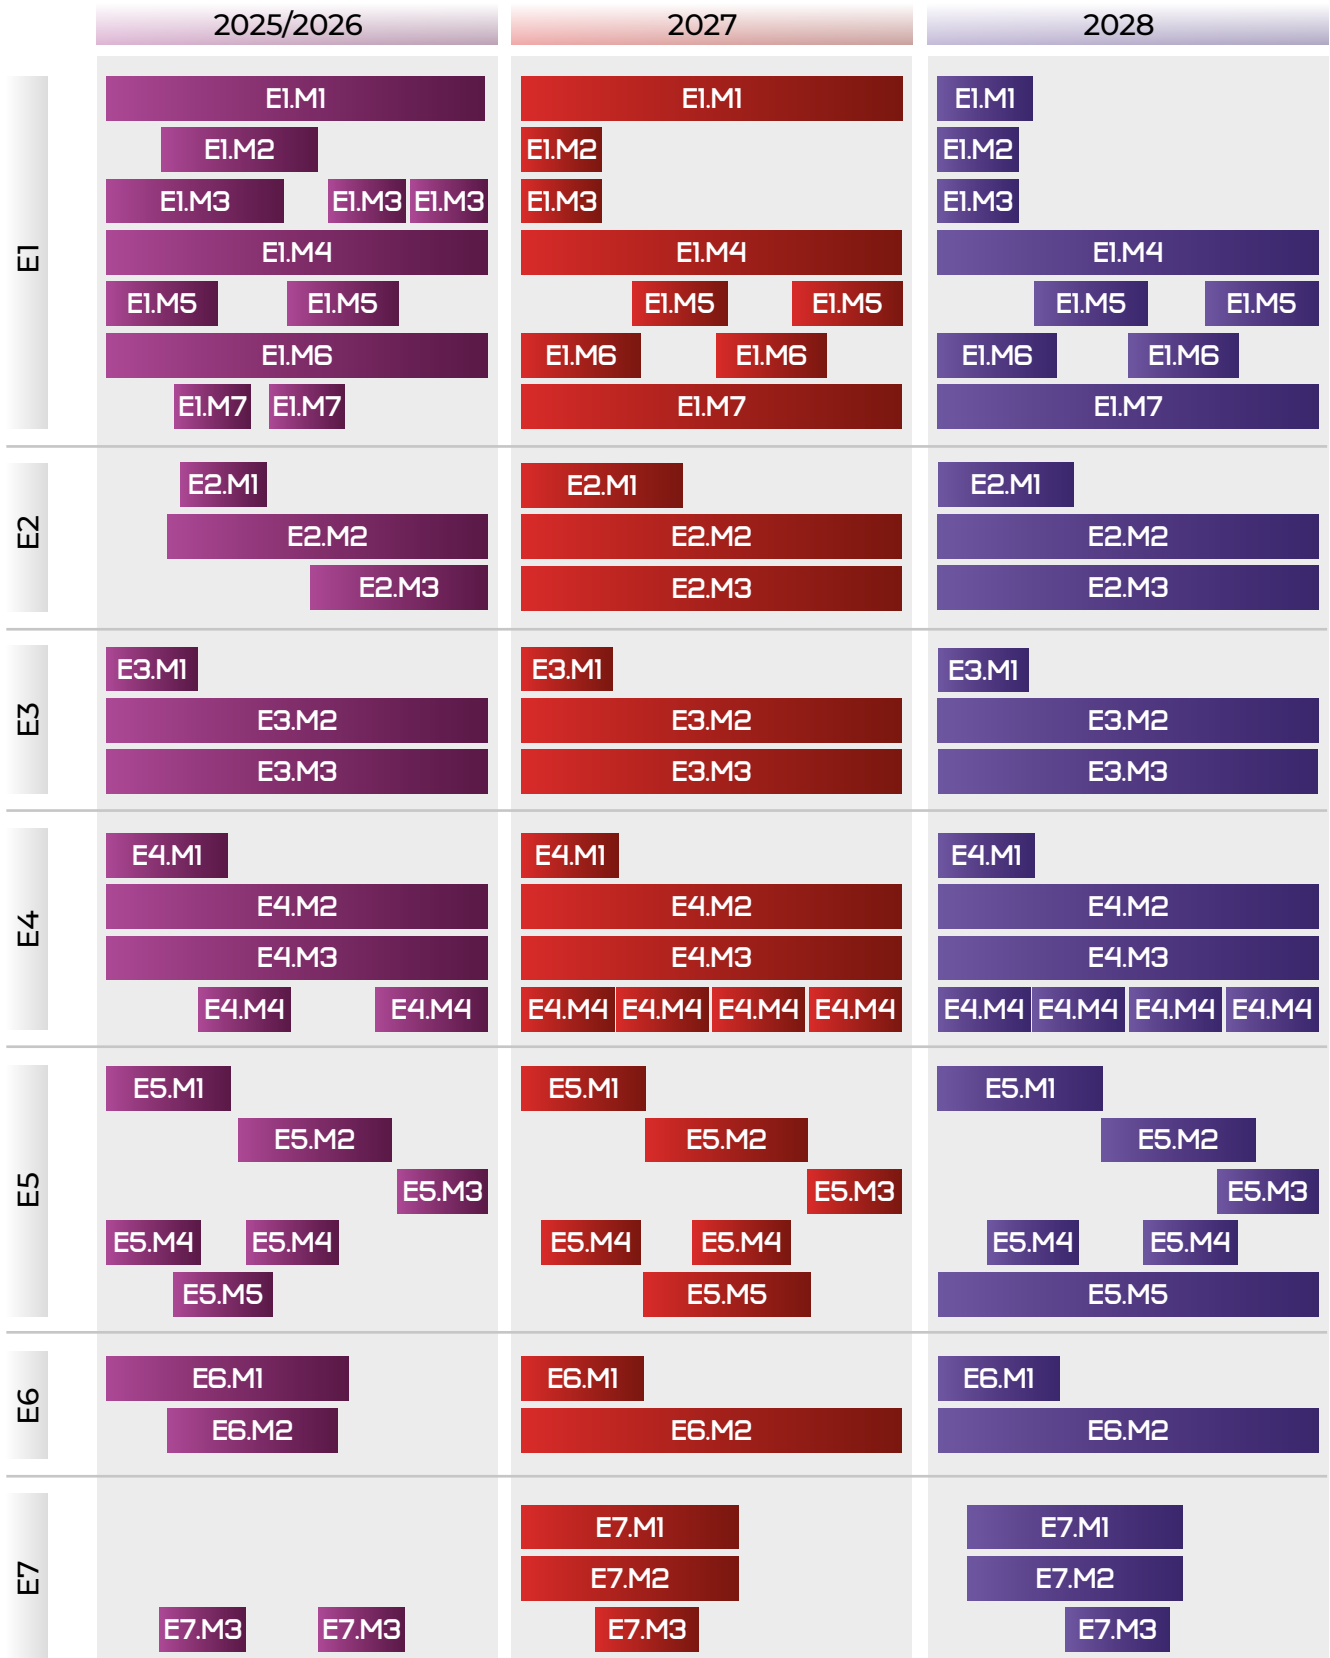 2025/2026 2027 2028
E1
E1.M1 E1.M1 E1.M1
E1.M2 E1.M2 E1.M2
E1.M3 E1.M3 E1.M3 E1.M3 E1.M3
E1.M4 E1.M4 E1.M4
E1.M5 E1.M5 E1.M5 E1.M5 E1.M5 E1.M5
E1.M6 E1.M6 E1.M6 E1.M6 E1.M6
E1.M7 E1.M7 E1.M7 E1.M7
E2
E2.M1 E2.M1 E2.M1
E2.M2 E2.M2 E2.M2
E2.M3 E2.M3 E2.M3
E3
E3.M1 E3.M1 E3.M1
E3.M2 E3.M2 E3.M2
E3.M3 E3.M3 E3.M3
E4
E4.M1 E4.M1 E4.M1
E4.M2 E4.M2 E4.M2
E4.M3 E4.M3 E4.M3
E4.M4 E4.M4 E4.M4 E4.M4 E4.M4 E4.M4 E4.M4 E4.M4 E4.M4 E4.M4
E5
E5.M1 E5.M1 E5.M1
E5.M2 E5.M2 E5.M2
E5.M3 E5.M3 E5.M3
E5.M4 E5.M4 E5.M4 E5.M4 E5.M4 E5.M4
E5.M5 E5.M5 E5.M5
E6
E6.M1 E6.M1 E6.M1
E6.M2 E6.M2 E6.M2
E7
E7.M1 E7.M1
E7.M2 E7.M2
E7.M3 E7.M3 E7.M3 E7.M3